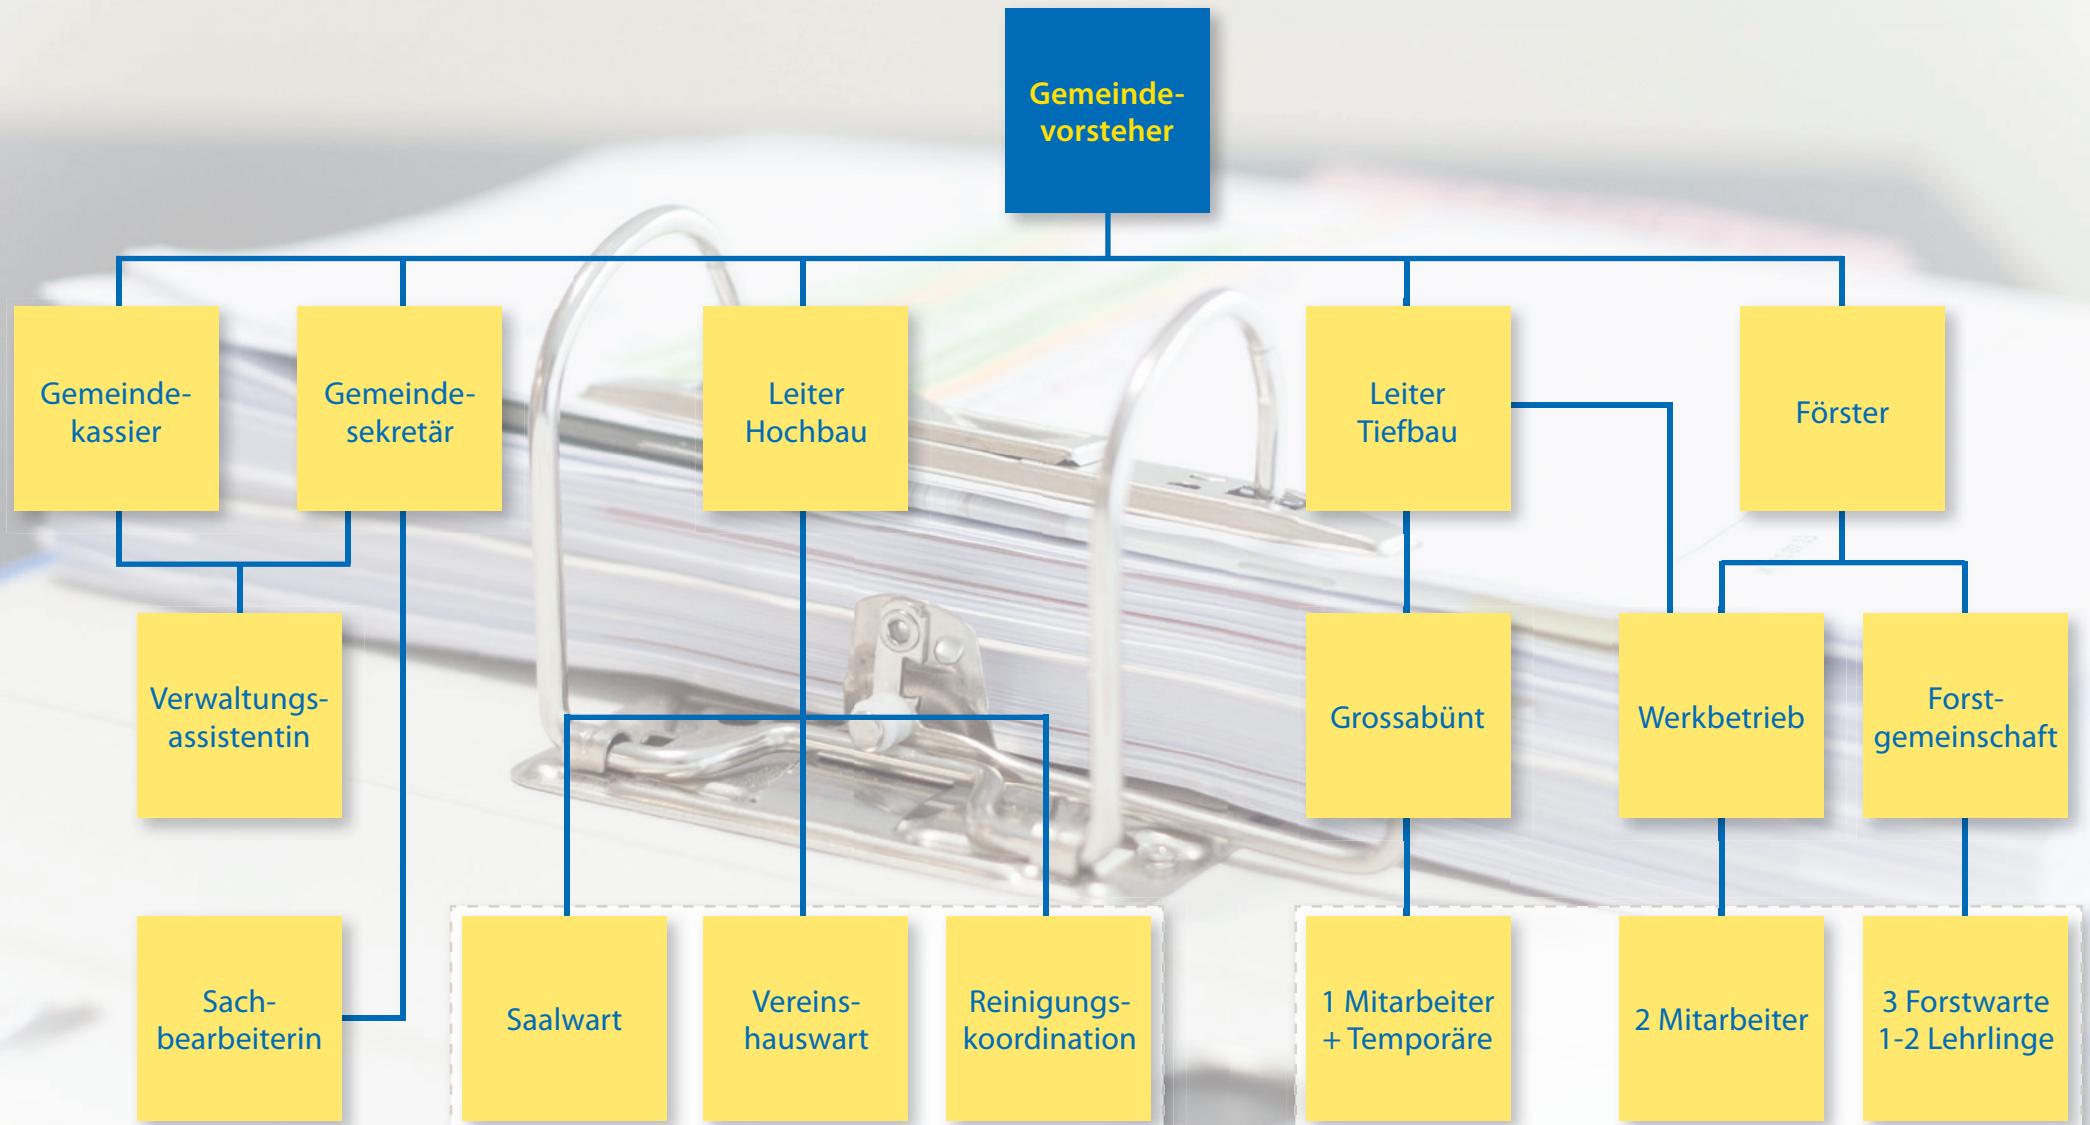 Gemeinde-
vorsteher
Gemeinde-
kassier
Gemeinde-
sekretär
Leiter
Hochbau
Leiter
Tiefbau
Förster
Verwaltungs-
assistentin
Grossabünt
Werkbetrieb
Forst-
gemeinschaft
Sach-
bearbeiterin
Saalwart
Vereins-
hauswart
Reinigungs-
koordination
1 Mitarbeiter
+ Temporäre
2 Mitarbeiter
3 Forstwarte
1-2 Lehrlinge